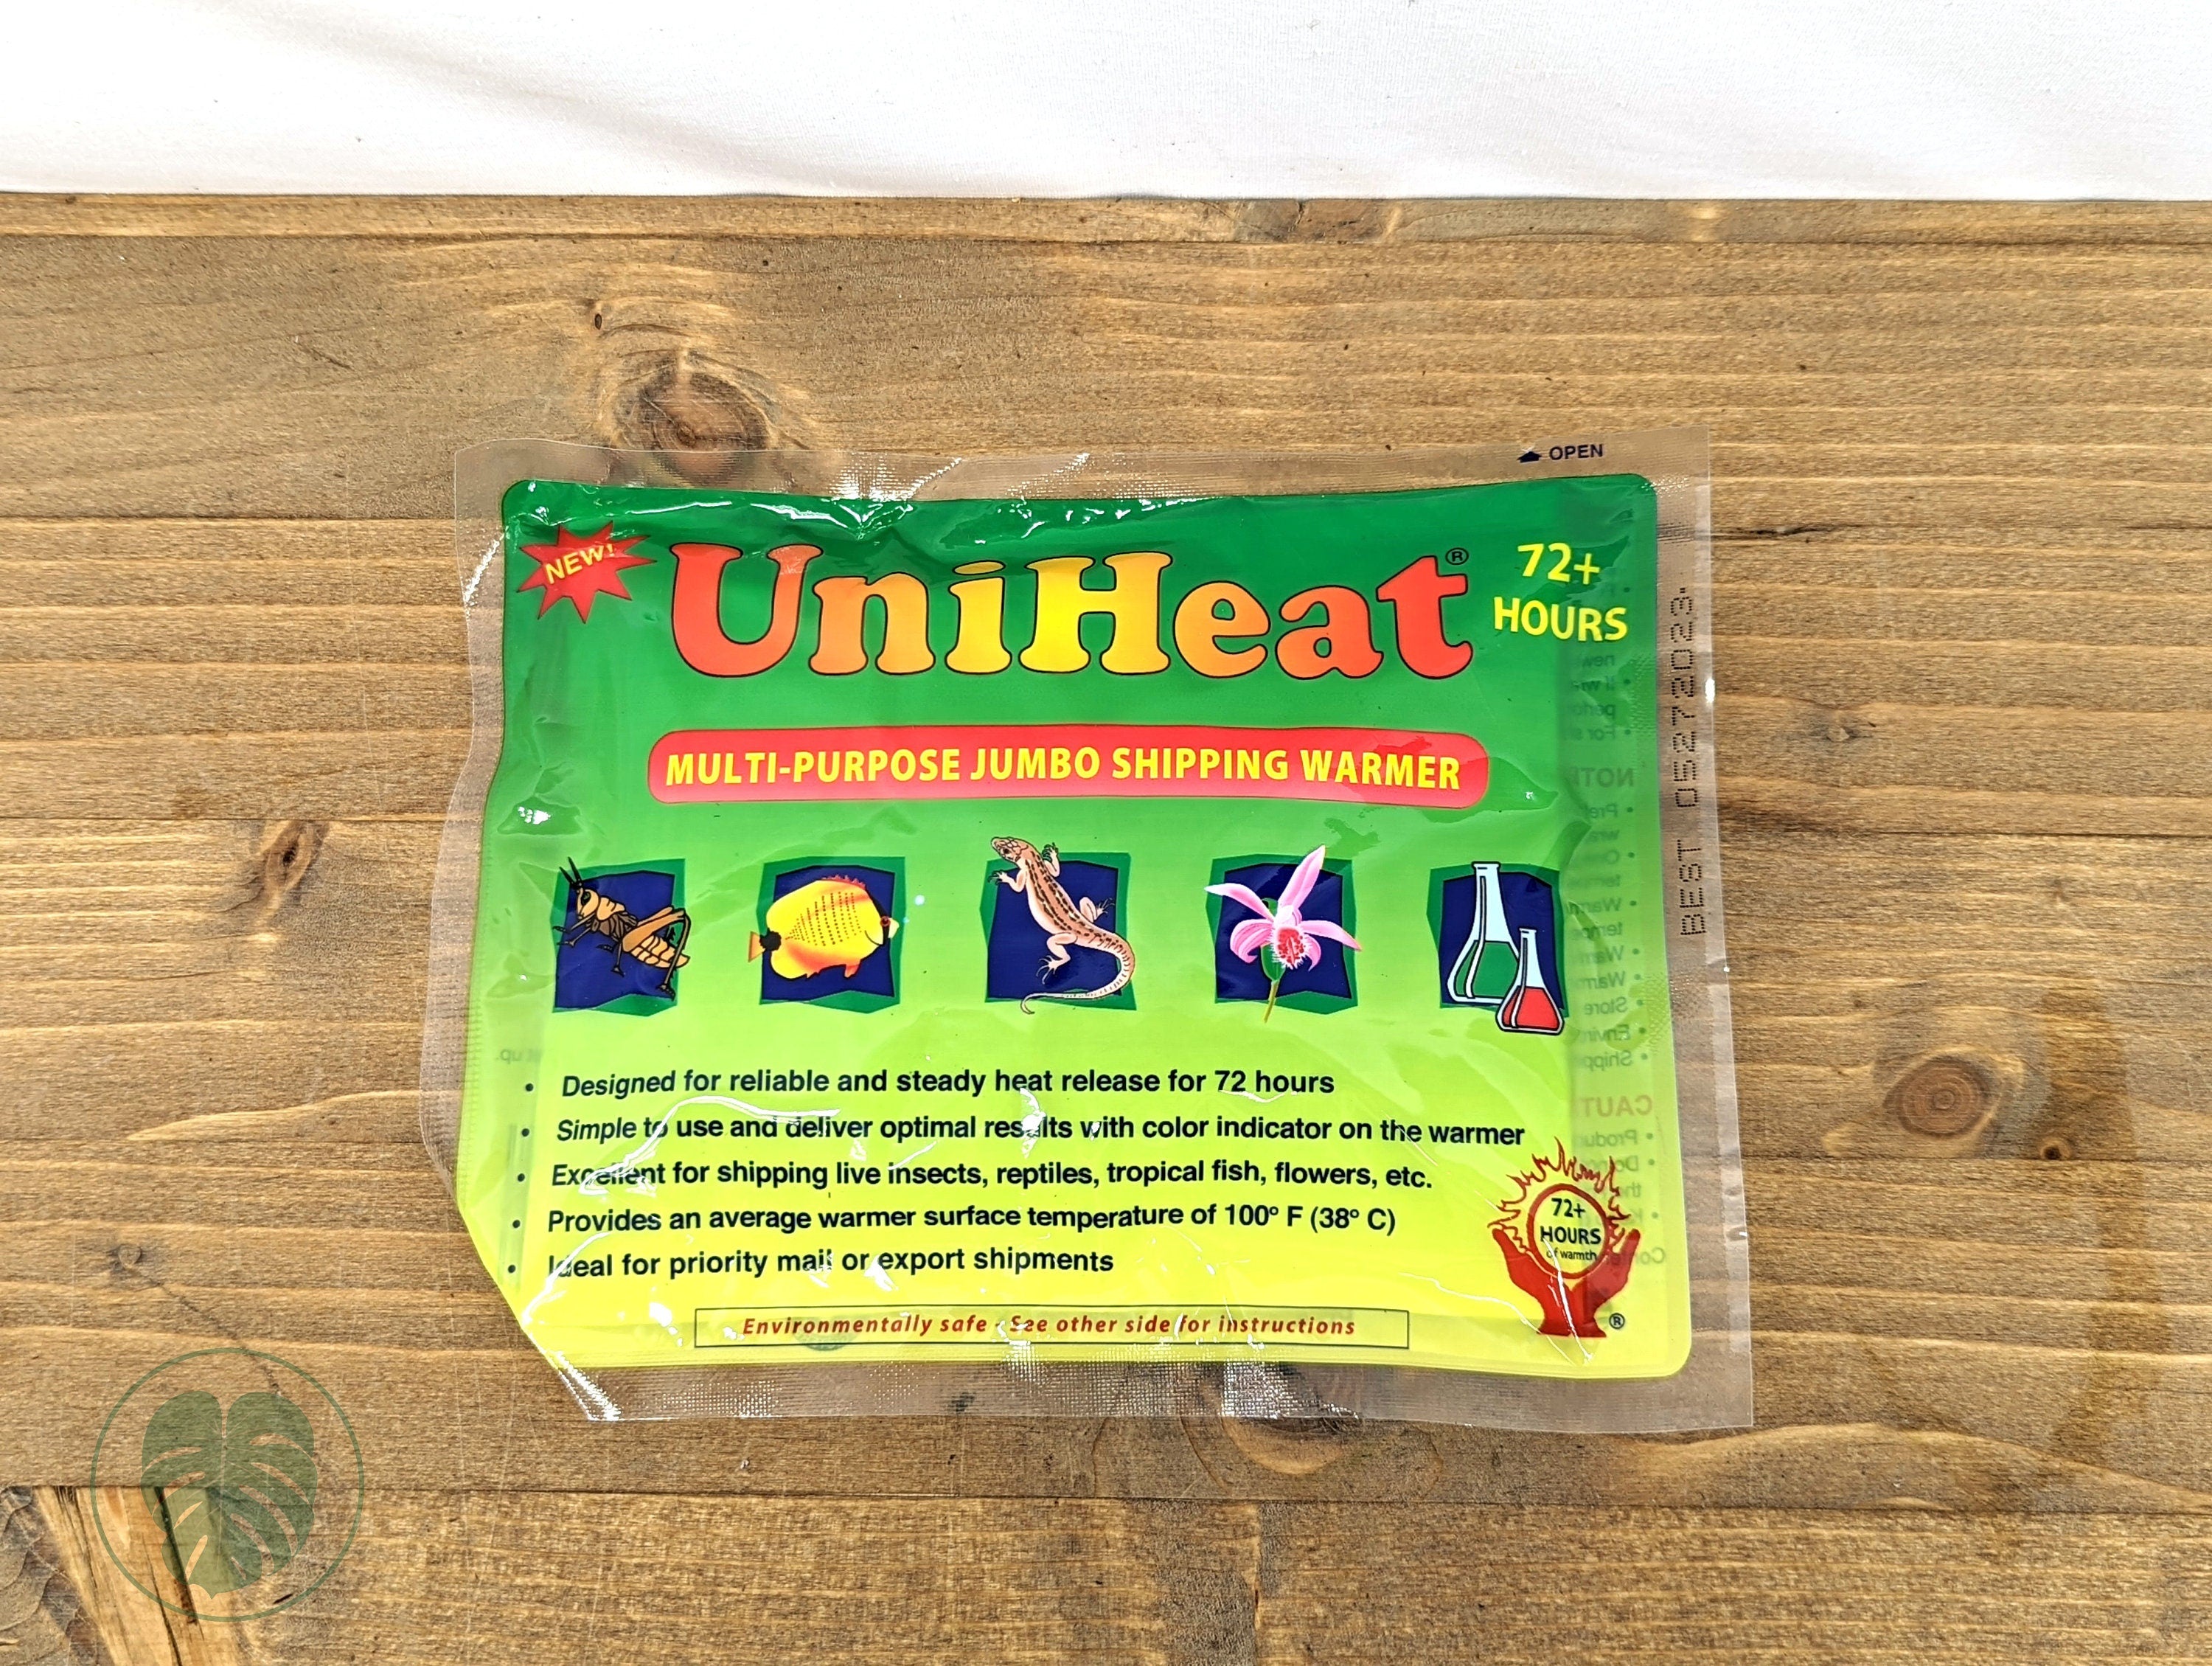 OPEN
NEW!
UniHeat®
72+
HOURS
BEST 05272023
MULTI-PURPOSE JUMBO SHIPPING WARMER
• Designed for reliable and steady heat release for 72 hours
• Simple to use and deliver optimal results with color indicator on the warmer
• Excellent for shipping live insects, reptiles, tropical fish, flowers, etc.
• Provides an average warmer surface temperature of 100° F (38° C)
• Ideal for priority mail or export shipments
72+
HOURS
of warmth
®
Environmentally safe - See other side for instructions